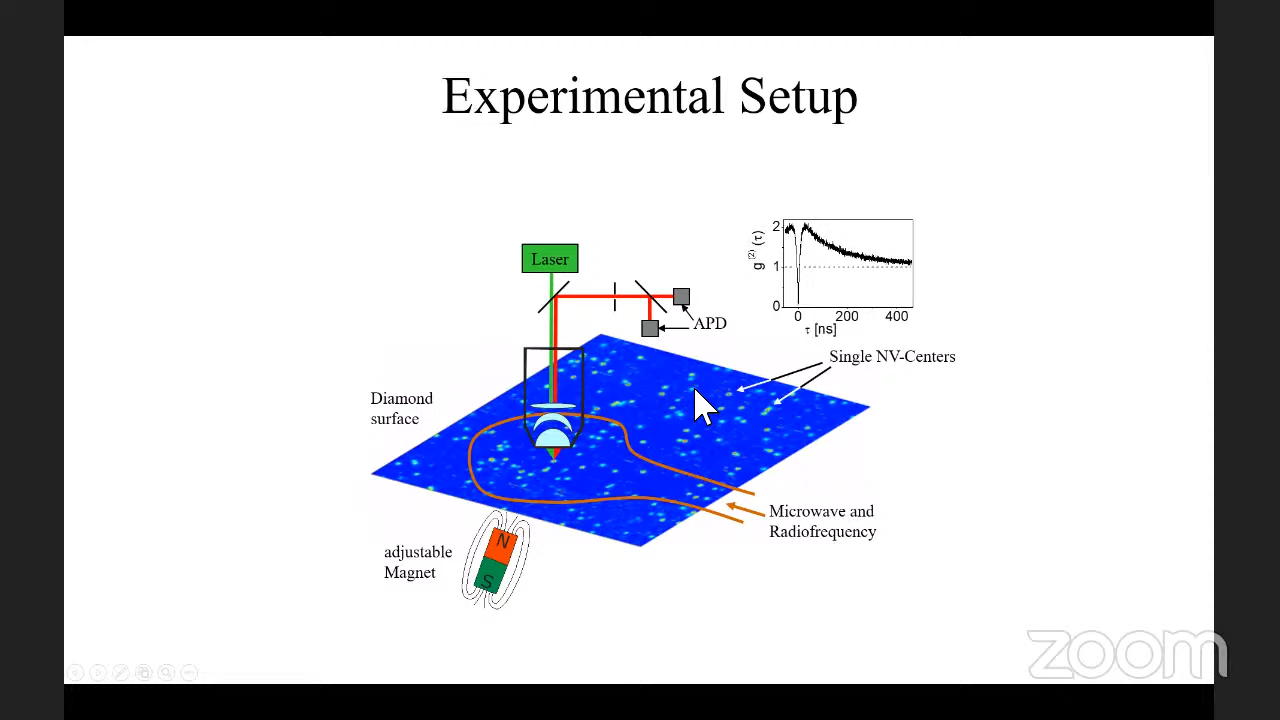 Experimental Setup
Laser
APD
2
1
0
g(2) (τ)
0 200 400
τ [ns]
Single NV-Centers
Diamond
surface
Microwave and
Radiofrequency
adjustable
Magnet
N
S
zoom